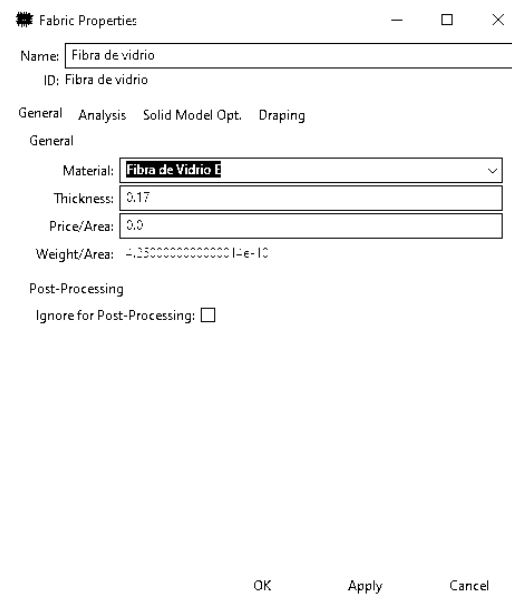 Fabric Properties
Name: Fibra de vidrio
ID: Fibra de vidrio
General Analysis Solid Model Opt. Draping
General
Material: Fibra de Vidrio E
Thickness: 0.17
Price/Area: 0.0
Weight/Area:
Post-Processing
Ignore for Post-Processing:
OK Apply Cancel